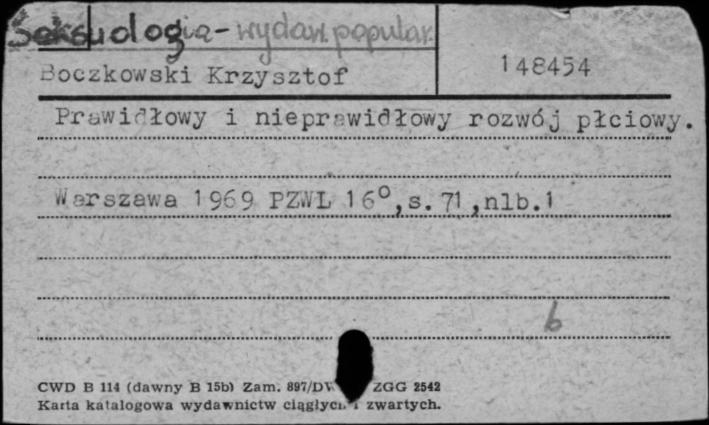 Seksuologia - wydaw. popular.
Boczkowski Krzysztof
148454
Prawidłowy i nieprawidłowy rozwój płciowy.
Warszawa 1969 PZWL 16°, s. 71, nlb. 1
b
CWD B 114 (dawny B 15b) Zam. 897/DW ZGG 2542
Karta katalogowa wydawnictw ciągłych i zwartych.